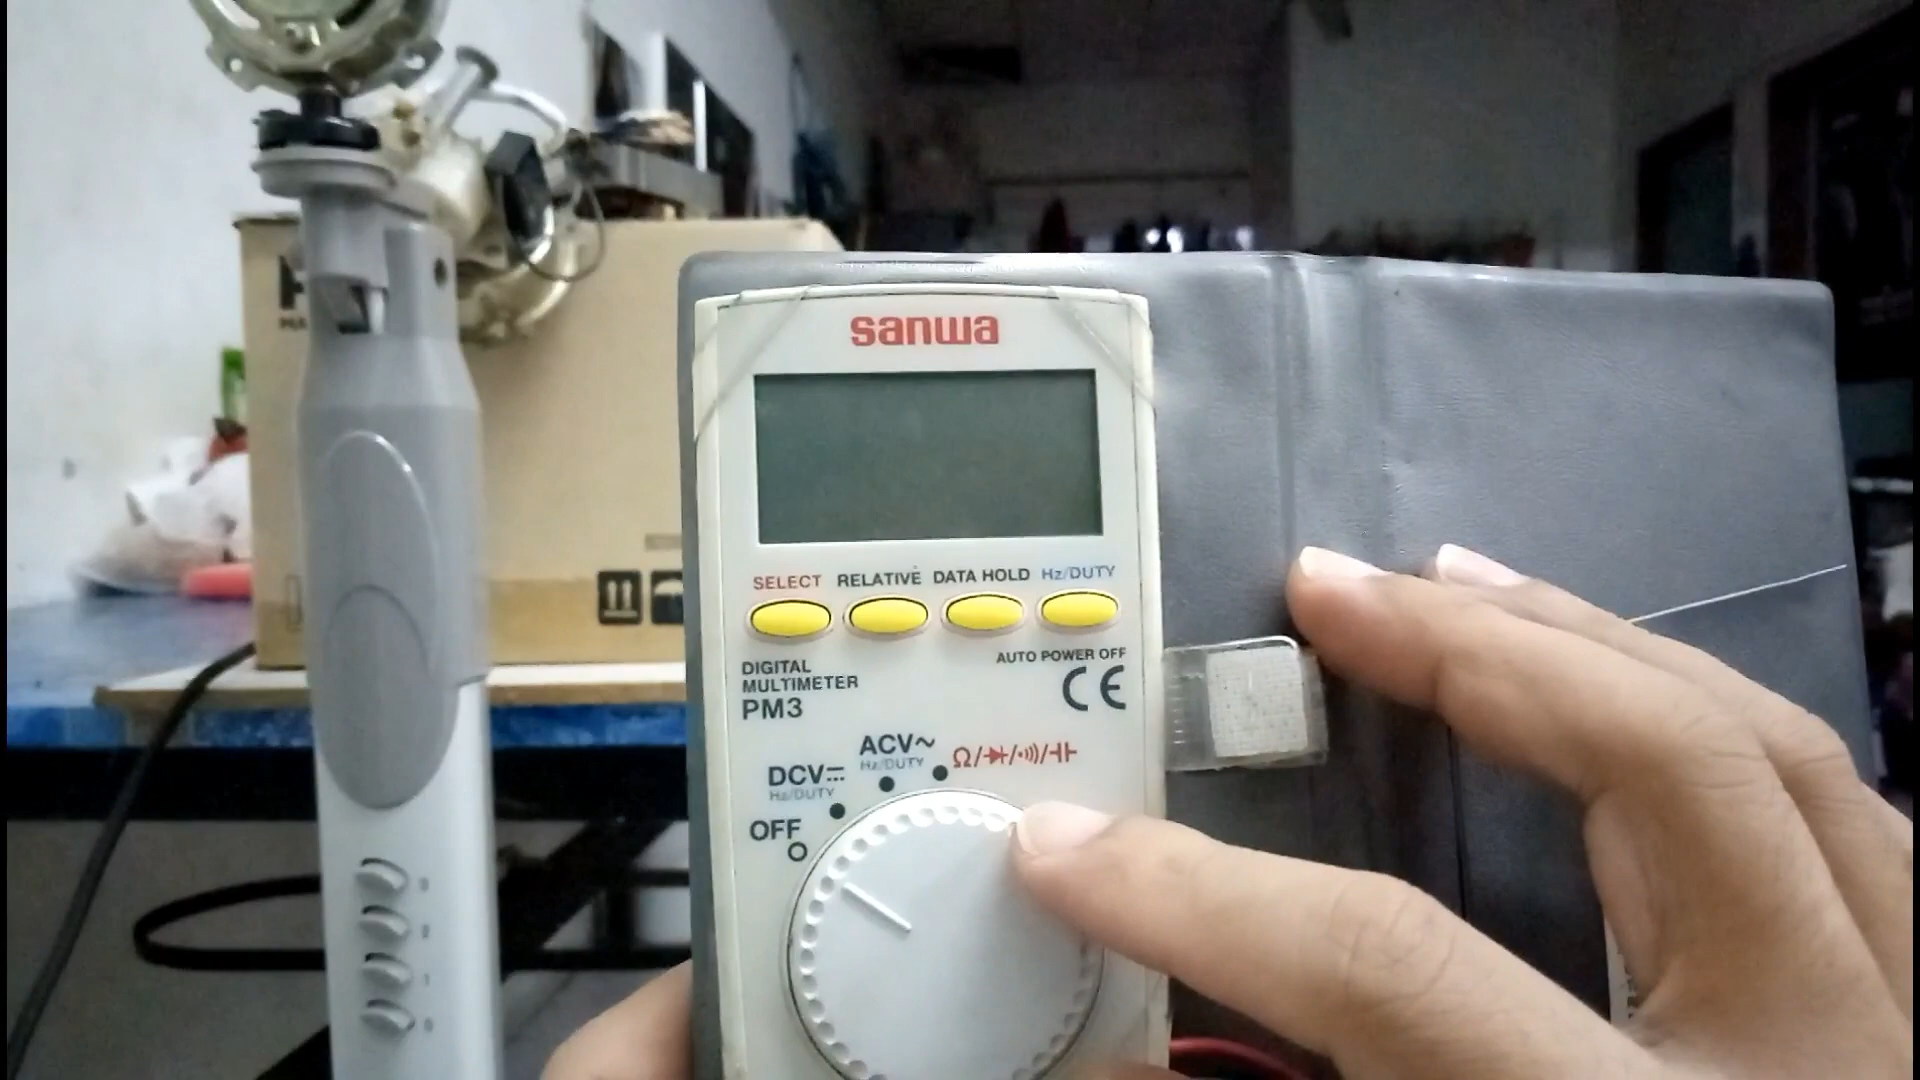 sanwa
SELECT RELATIVE DATA HOLD Hz/DUTY
DIGITAL
MULTIMETER
PM3
AUTO POWER OFF
CE
ACV~
Hz/DUTY
Ω/
DCV
Hz/DUTY
OFF